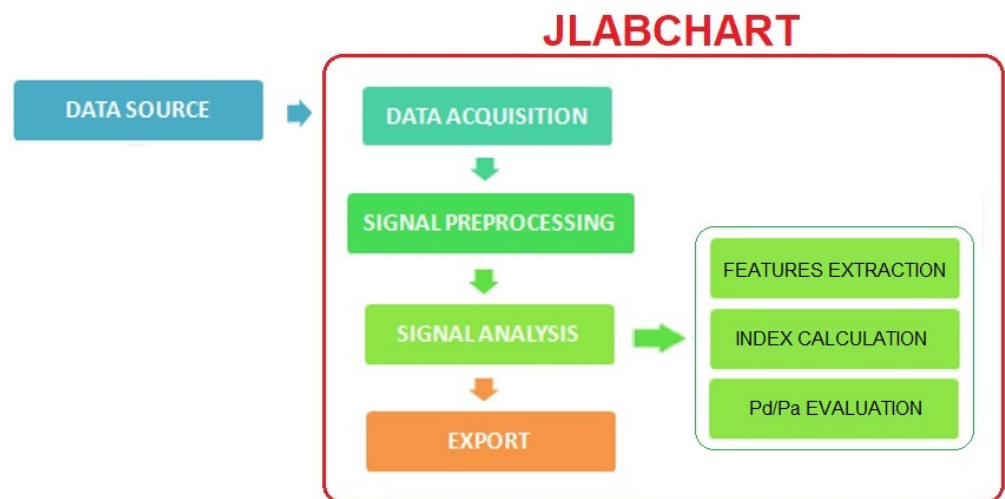 JLABCHART
DATA SOURCE
DATA ACQUISITION
SIGNAL PREPROCESSING
SIGNAL ANALYSIS
EXPORT
FEATURES EXTRACTION
INDEX CALCULATION
Pd/Pa EVALUATION